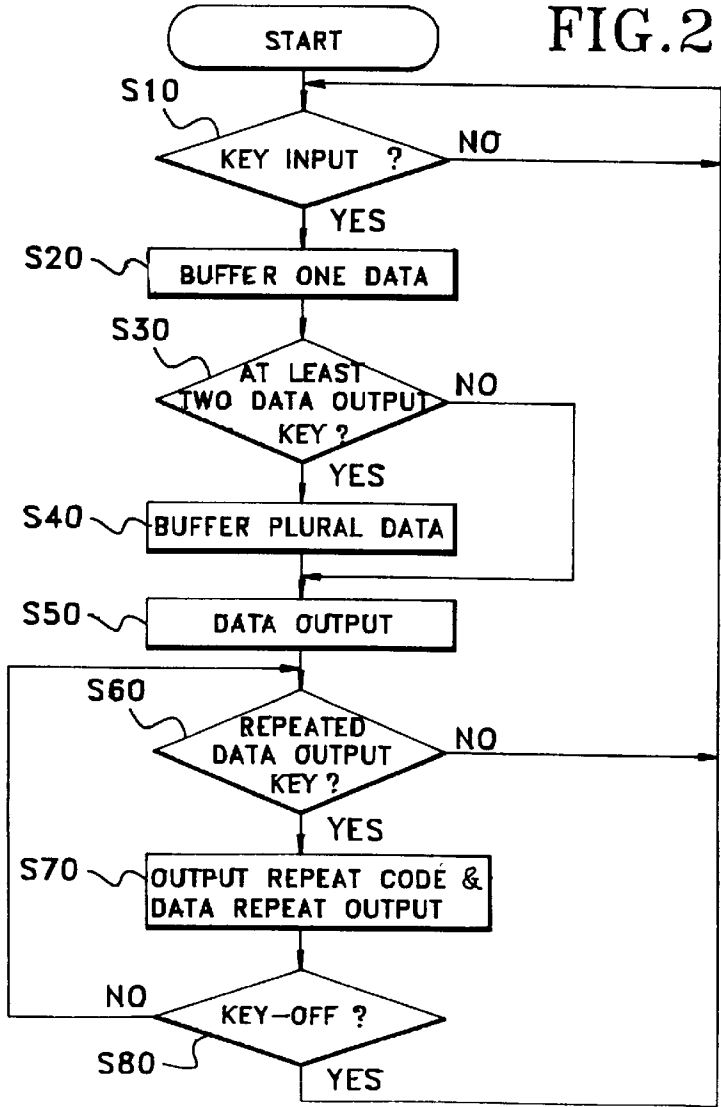 FIG.2
START
S10
KEY INPUT ?
NO
YES
S20
BUFFER ONE DATA
S30
AT LEAST
TWO DATA OUTPUT
KEY ?
NO
YES
S40
BUFFER PLURAL DATA
S50
DATA OUTPUT
S60
REPEATED
DATA OUTPUT
KEY ?
NO
YES
S70
OUTPUT REPEAT CODE &
DATA REPEAT OUTPUT
NO
KEY-OFF ?
S80
YES